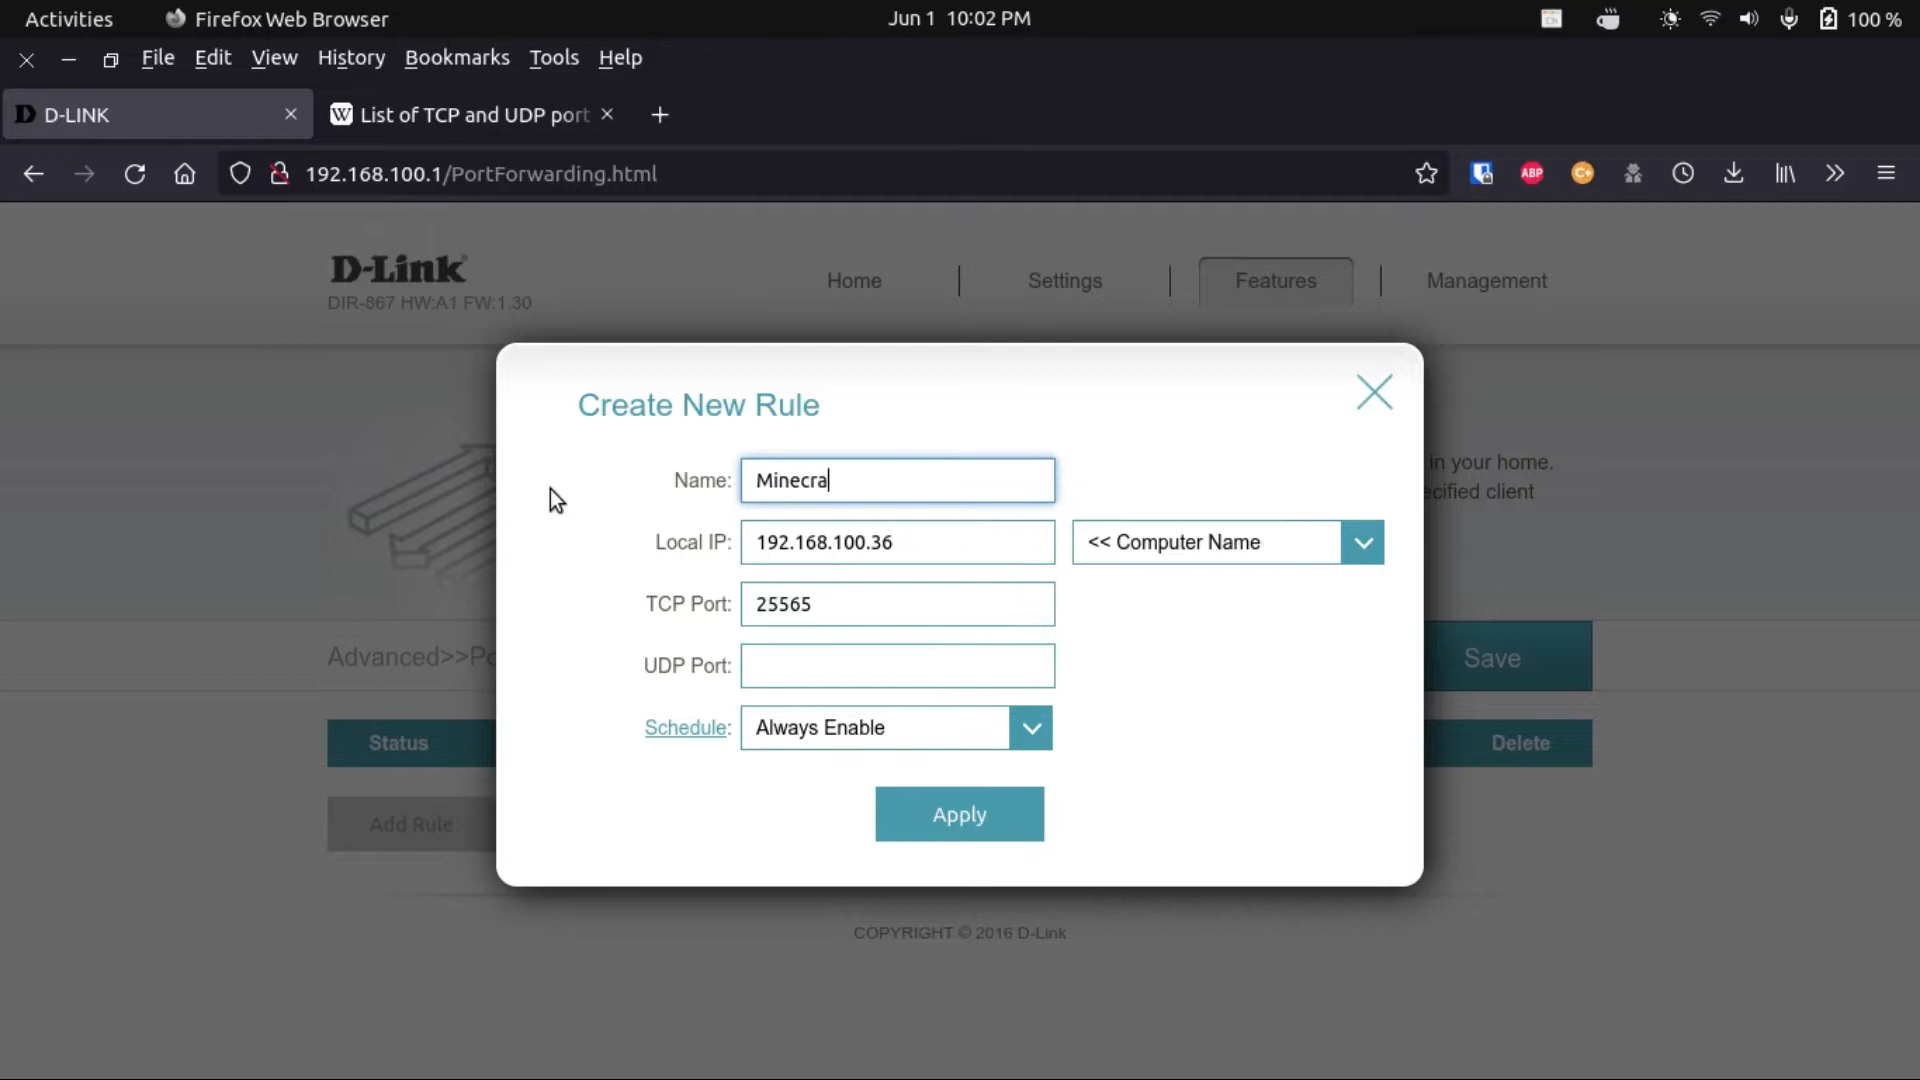 Activities Firefox Web Browser Jun 1 10:02 PM 100 %
File Edit View History Bookmarks Tools Help
D D-LINK W List of TCP and UDP port
192.168.100.1/PortForwarding.html ABP C+
D-Link
DIR-867 HW:A1 FW:1.30
Home Settings Features Management
Create New Rule
in your home.
ecified client
Name: Minecra
Local IP: 192.168.100.36 << Computer Name
TCP Port: 25565
UDP Port:
Schedule: Always Enable
Apply
Advanced>>Po
Save
Status Delete
Add Rule
COPYRIGHT © 2016 D-Link